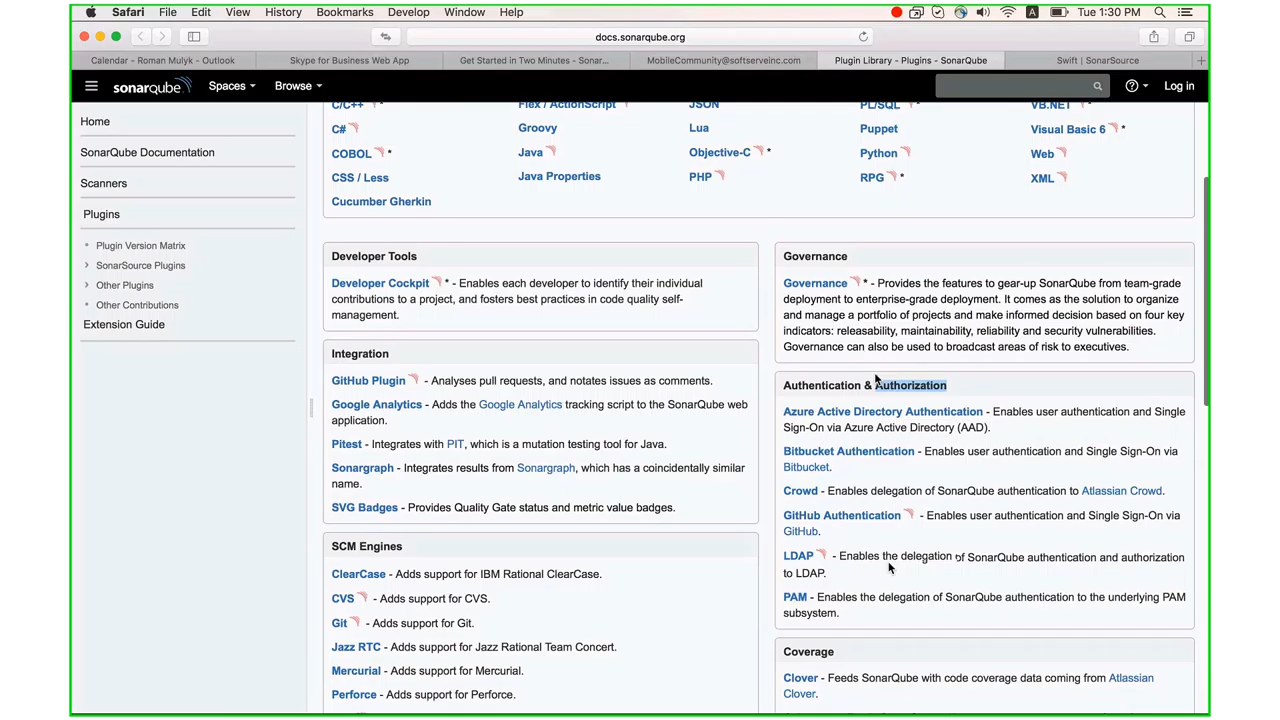 Safari File Edit View History Bookmarks Develop Window Help A Tue 1:30 PM
docs.sonarqube.org
Calendar - Roman Mulyk - Outlook Skype for Business Web App Get Started in Two Minutes - Sonar... MobileCommunity@softserveinc.com Plugin Library - Plugins - SonarQube Swift | SonarSource +
sonarqube Spaces Browse ? Log in
Home
SonarQube Documentation
Scanners
Plugins
• Plugin Version Matrix
> SonarSource Plugins
> Other Plugins
• Other Contributions
Extension Guide
C/C++ * Flex / ActionScript JSON PL/SQL * VB.NET *
C# Groovy Lua Puppet Visual Basic 6 *
COBOL * Java Objective-C * Python Web
CSS / Less Java Properties PHP RPG * XML
Cucumber Gherkin
Developer Tools
Developer Cockpit * - Enables each developer to identify their individual
contributions to a project, and fosters best practices in code quality self-
management.
Integration
GitHub Plugin - Analyses pull requests, and notates issues as comments.
Google Analytics - Adds the Google Analytics tracking script to the SonarQube web
application.
Pitest - Integrates with PIT, which is a mutation testing tool for Java.
Sonargraph - Integrates results from Sonargraph, which has a coincidentally similar
name.
SVG Badges - Provides Quality Gate status and metric value badges.
SCM Engines
ClearCase - Adds support for IBM Rational ClearCase.
CVS - Adds support for CVS.
Git - Adds support for Git.
Jazz RTC - Adds support for Jazz Rational Team Concert.
Mercurial - Adds support for Mercurial.
Perforce - Adds support for Perforce.
Governance
Governance * - Provides the features to gear-up SonarQube from team-grade
deployment to enterprise-grade deployment. It comes as the solution to organize
and manage a portfolio of projects and make informed decision based on four key
indicators: releasability, maintainability, reliability and security vulnerabilities.
Governance can also be used to broadcast areas of risk to executives.
Authentication & Authorization
Azure Active Directory Authentication - Enables user authentication and Single
Sign-On via Azure Active Directory (AAD).
Bitbucket Authentication - Enables user authentication and Single Sign-On via
Bitbucket.
Crowd - Enables delegation of SonarQube authentication to Atlassian Crowd.
GitHub Authentication - Enables user authentication and Single Sign-On via
GitHub.
LDAP - Enables the delegation of SonarQube authentication and authorization
to LDAP.
PAM - Enables the delegation of SonarQube authentication to the underlying PAM
subsystem.
Coverage
Clover - Feeds SonarQube with code coverage data coming from Atlassian
Clover.